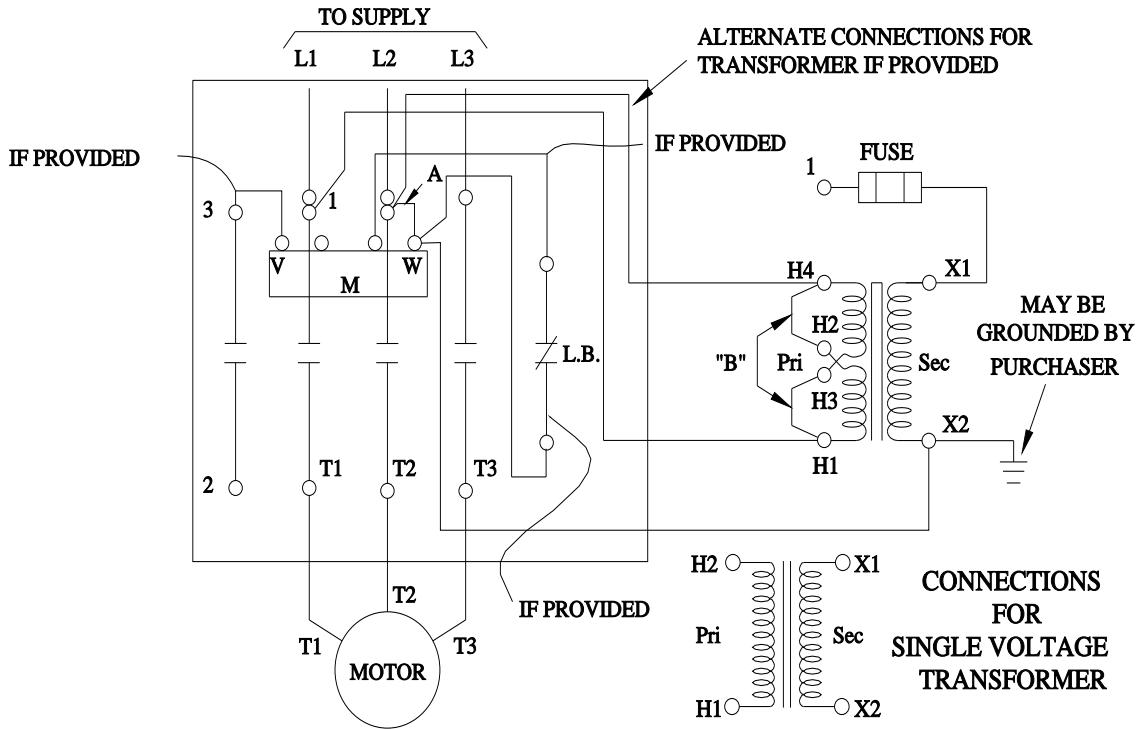 TO SUPPLY
L1 L2 L3
ALTERNATE CONNECTIONS FOR
TRANSFORMER IF PROVIDED
IF PROVIDED
IF PROVIDED
A
1
3
V
W
M
L.B.
T1
T2
T3
2
T2
T1
T3
MOTOR
IF PROVIDED
1
FUSE
H4
X1
H2
"B"
Pri
Sec
H3
H1
X2
MAY BE
GROUNDED BY
PURCHASER
H2
X1
Pri
Sec
H1
X2
CONNECTIONS
FOR
SINGLE VOLTAGE
TRANSFORMER